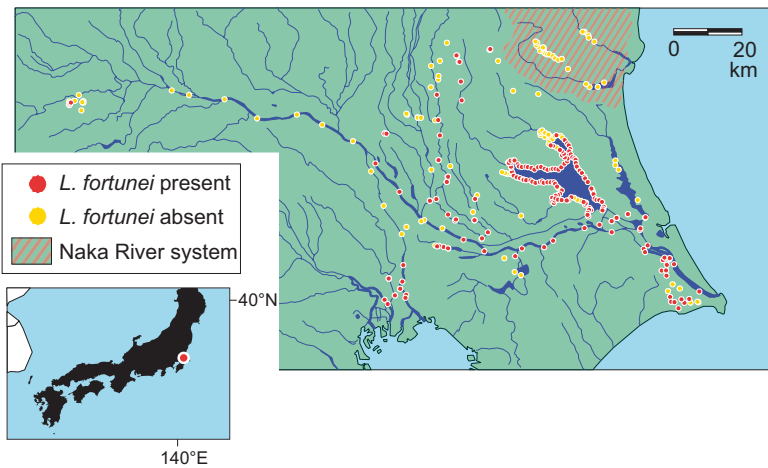 0 20
km
L. fortunei present
L. fortunei absent
Naka River system
40°N
140°E